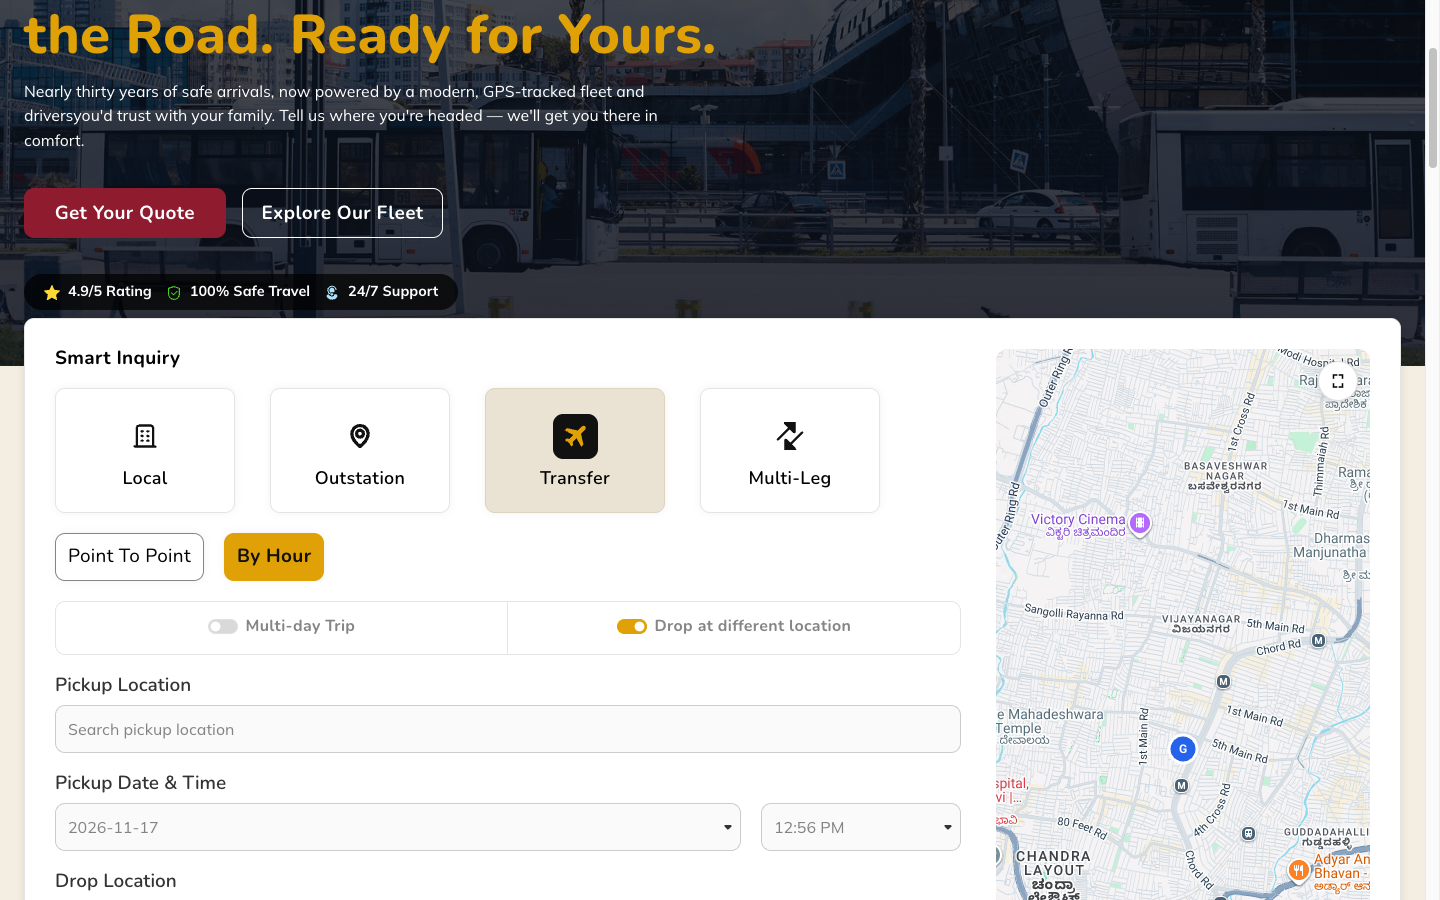 the Road. Ready for Yours.
Nearly thirty years of safe arrivals, now powered by a modern, GPS-tracked fleet and
driversyou'd trust with your family. Tell us where you're headed — we'll get you there in
comfort.
Get Your Quote
Explore Our Fleet
4.9/5 Rating
100% Safe Travel
24/7 Support
Smart Inquiry
Local
Outstation
Transfer
Multi-Leg
Point To Point
By Hour
Multi-day Trip
Drop at different location
Pickup Location
Search pickup location
Pickup Date & Time
2026-11-17
12:56 PM
Drop Location
Modi Hospital Rd
Outer Ring R
1st Cross Rd
Thimmaiah Rd
BASAVESHWAR
NAGAR
ಬಸವೇಶ್ವರನಗರ
1st Main Rd
Outer Ring Rd
Victory Cinema
ವಿಕ್ಟರಿ ಚಿತ್ರಮಂದಿರ
Dharmas
Manjunatha
Sangolli Rayanna Rd
VIJAYANAGAR
ವಿಜಯನಗರ
5th Main Rd
Chord Rd
M
M
e Mahadeshwara
Temple
ದೇವಾಲಯ
1st Main Rd
1st Main Rd
5th Main Rd
G
M
spital,
vi |...
80 Feet Rd
4th Cross Rd
GUDDADAHALLI
ಗುಡ್ಡದಹಳ್ಳಿ
CHANDRA
LAYOUT
ಚಂದ್ರಾ
Chord Rd
Adyar An
Bhavan -